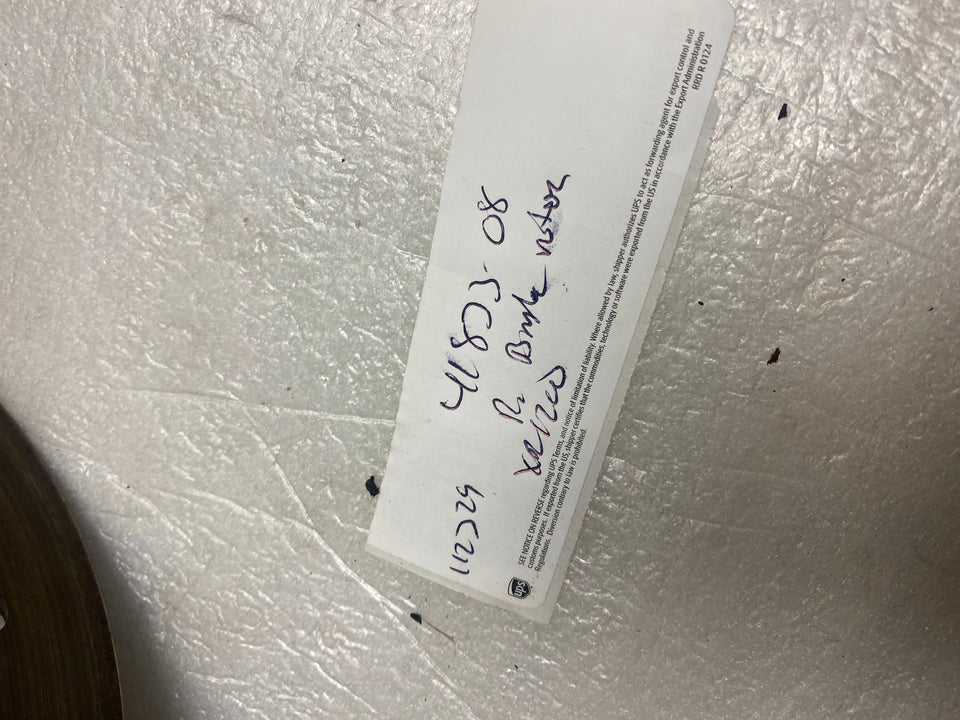 41833-08
R Brake rotor
XR1200
112329
ups
SEE NOTICE ON REVERSE regarding UPS Terms, and notice of limitation of liability. Where allowed by law, shipper authorizes UPS to act as forwarding agent for export control and
customs purposes. If exported from the US, shipper certifies that the commodities, technology or software were exported from the US in accordance with the Export Administration
Regulations. Diversion contrary to law is prohibited.
RRD R 0124